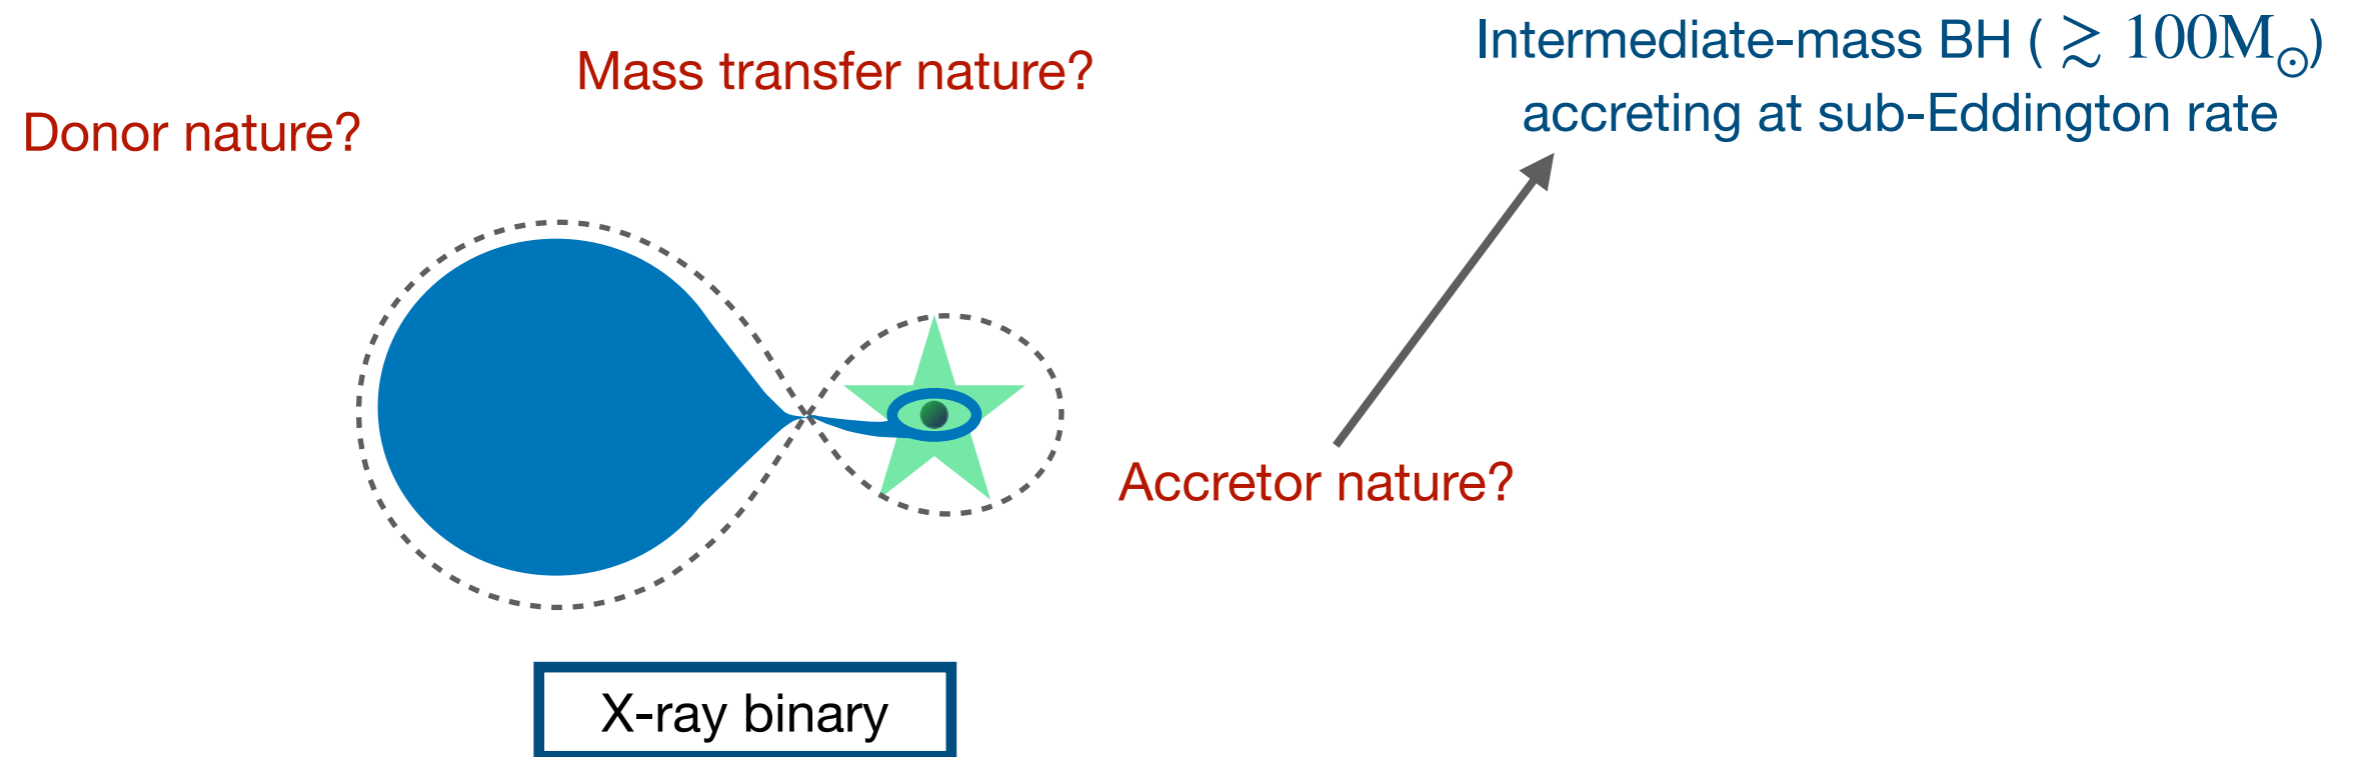 Mass transfer nature?
Donor nature?
Intermediate-mass BH ( ≳ 100M⊙)
accreting at sub-Eddington rate
Accretor nature?
X-ray binary